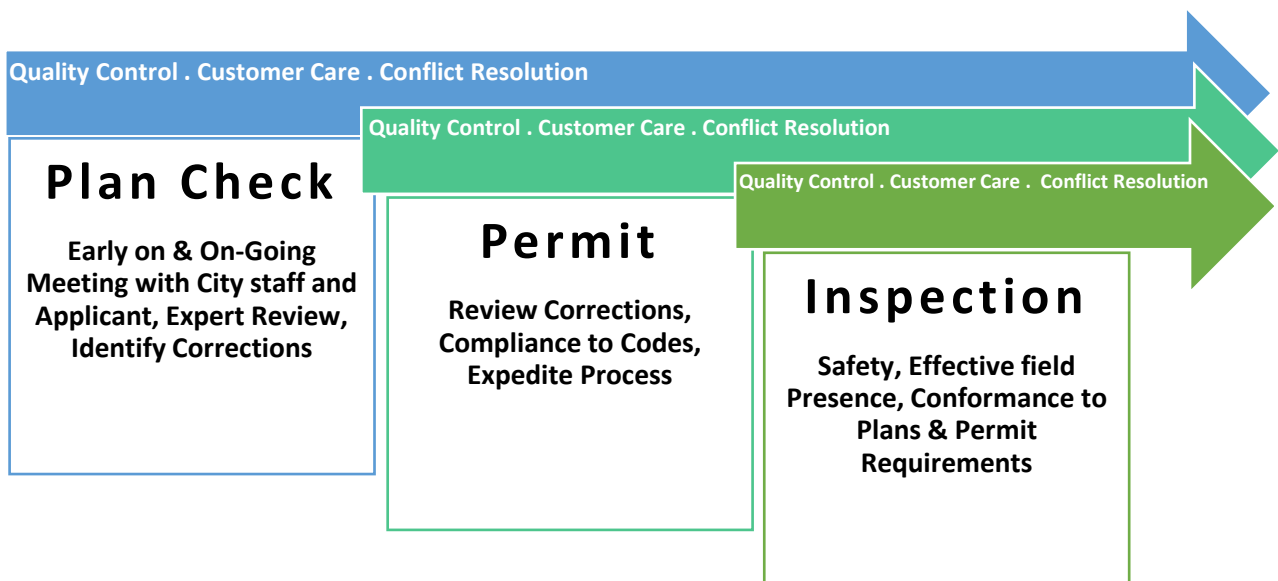 Quality Control . Customer Care . Conflict Resolution
Plan Check
Early on & On-Going
Meeting with City staff and
Applicant, Expert Review,
Identify Corrections
Quality Control . Customer Care . Conflict Resolution
Permit
Review Corrections,
Compliance to Codes,
Expedite Process
Quality Control . Customer Care . Conflict Resolution
Inspection
Safety, Effective field
Presence, Conformance to
Plans & Permit
Requirements